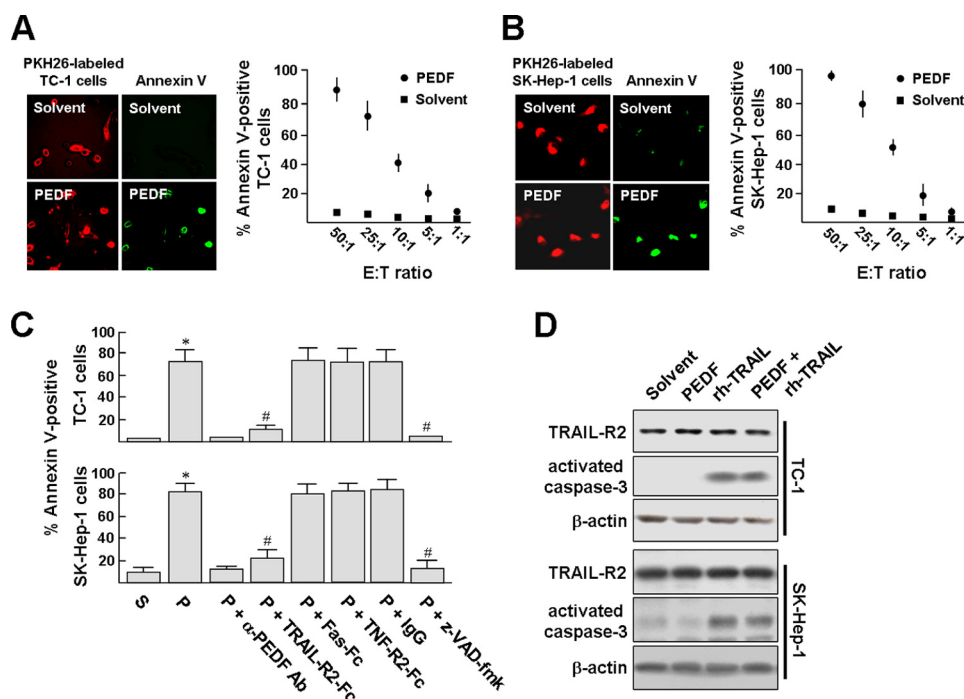 A
PKH26-labeled
TC-1 cells
Annexin V
Solvent
Solvent
PEDF
PEDF
% Annexin V-positive
TC-1 cells
100
80
60
40
20
PEDF
Solvent
50:1
25:1
10:1
5:1
1:1
E:T ratio
B
PKH26-labeled
SK-Hep-1 cells
Annexin V
Solvent
Solvent
PEDF
PEDF
% Annexin V-positive
SK-Hep-1 cells
100
80
60
40
20
PEDF
Solvent
50:1
25:1
10:1
5:1
1:1
E:T ratio
C
% Annexin V-positive
TC-1 cells
100
80
60
40
20
*
#
#
SK-Hep-1 cells
100
80
60
40
20
*
#
#
S
P
P + α-PEDF Ab
P + TRAIL-R2-Fc
P + Fas-Fc
P + TNF-R2-Fc
P + IgG
P + z-VAD-fmk
D
Solvent
PEDF
rh-TRAIL
PEDF +
rh-TRAIL
TRAIL-R2
activated
caspase-3
β-actin
TC-1
TRAIL-R2
activated
caspase-3
β-actin
SK-Hep-1